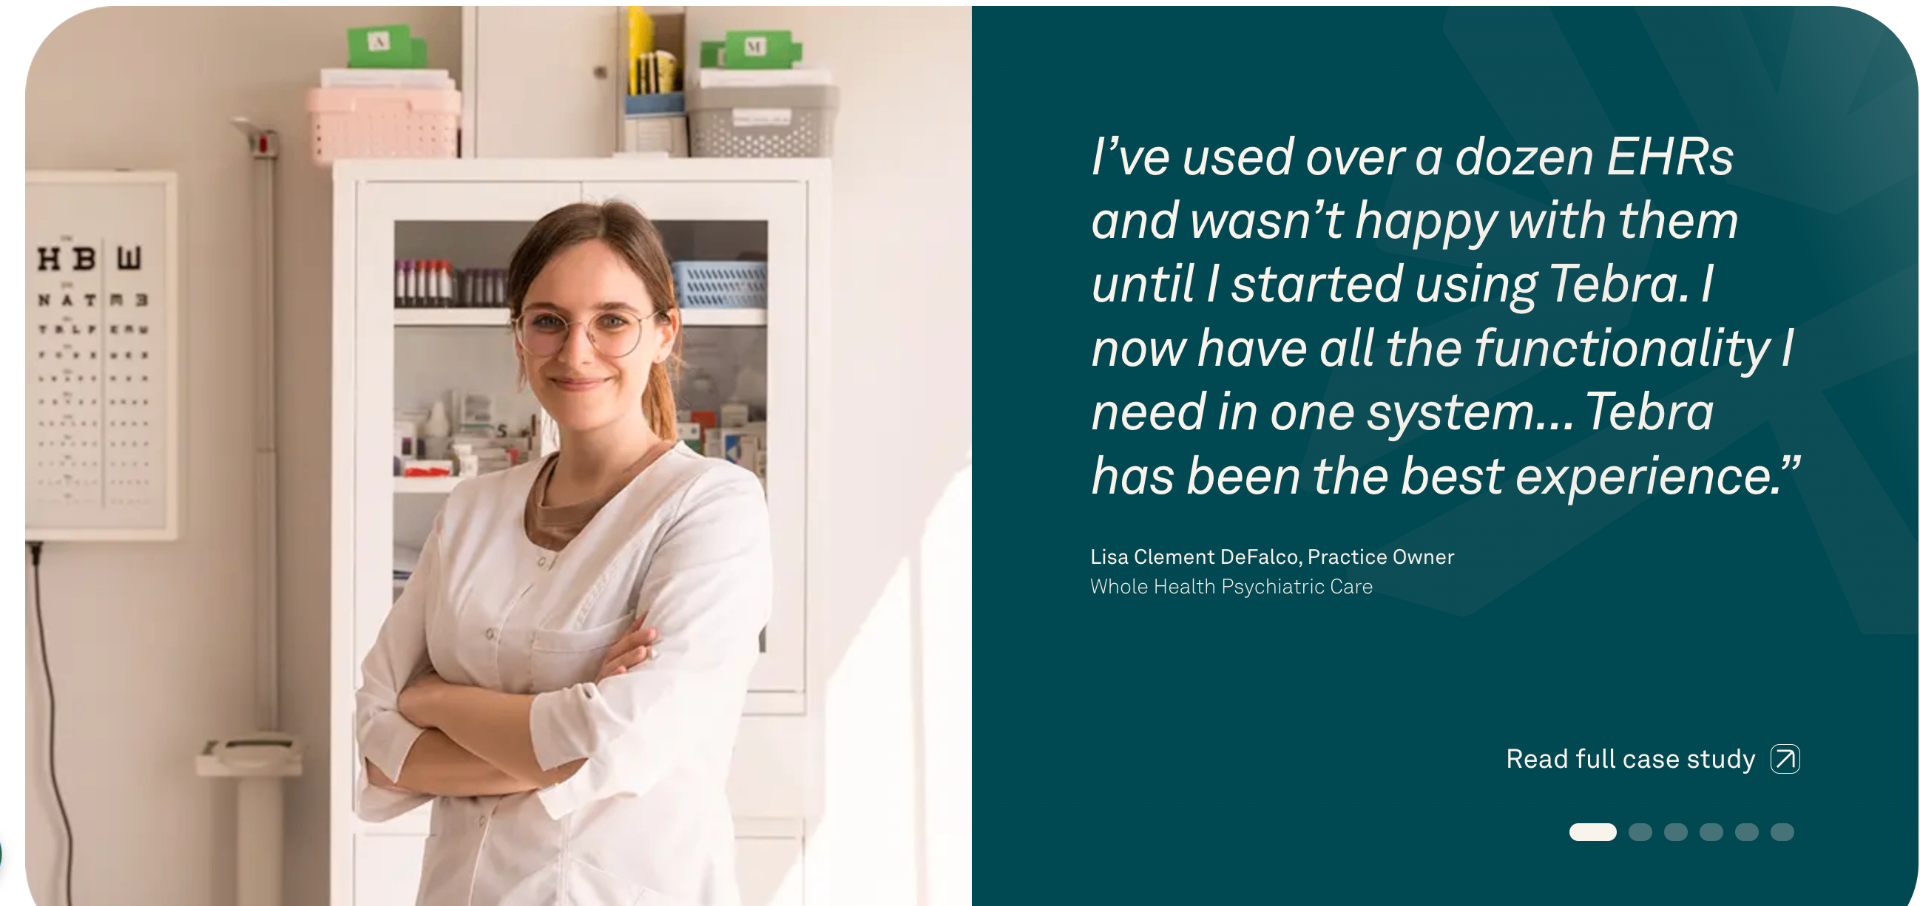 A
M
H B E
N A T
T R L P
I’ve used over a dozen EHRs
and wasn’t happy with them
until I started using Tebra. I
now have all the functionality I
need in one system... Tebra
has been the best experience.”
Lisa Clement DeFalco, Practice Owner
Whole Health Psychiatric Care
Read full case study